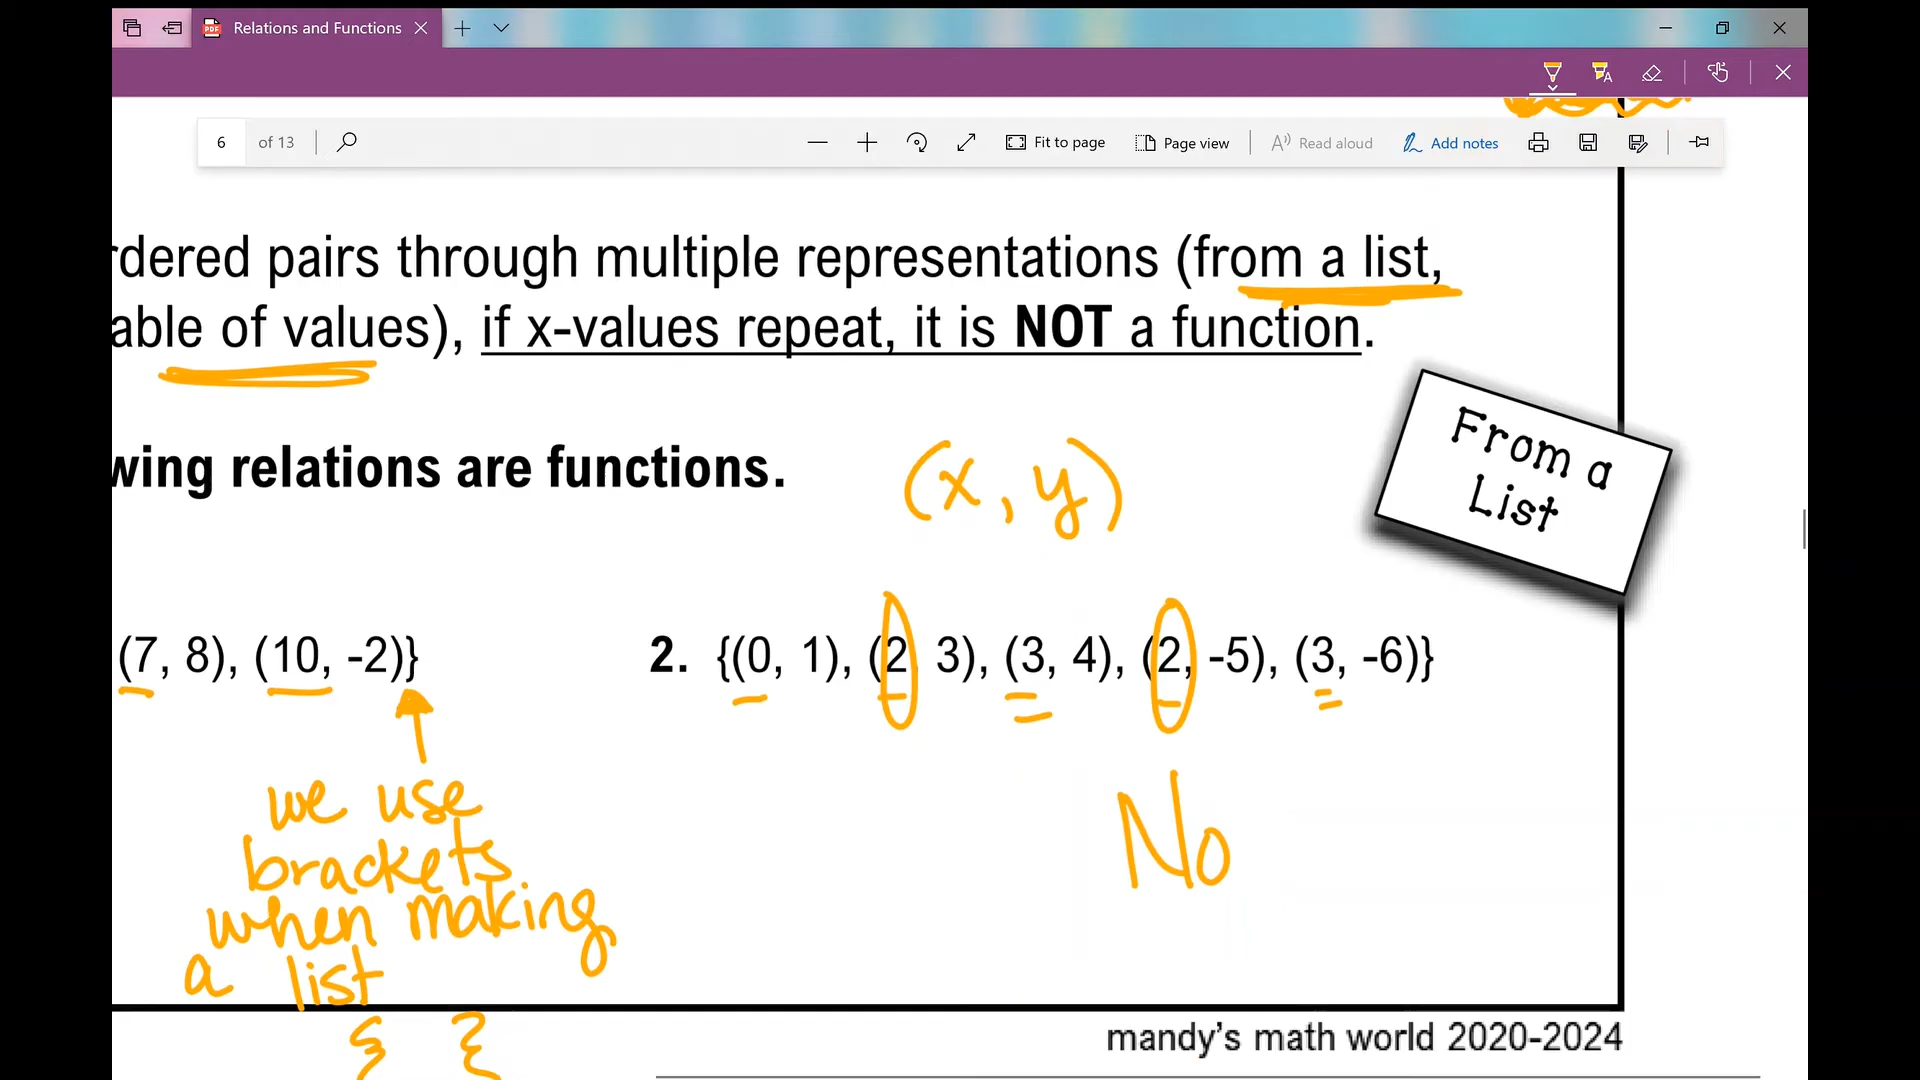 Relations and Functions
6 of 13 Fit to page Page view Read aloud Add notes
rdered pairs through multiple representations (from a list,
able of values), if x-values repeat, it is NOT a function.
From a
List
wing relations are functions.
(x, y)
(7, 8), (10, -2)}
2. {(0, 1), (2, 3), (3, 4), (2, -5), (3, -6)}
we use
brackets
when making
a list
{ }
No
mandy's math world 2020-2024